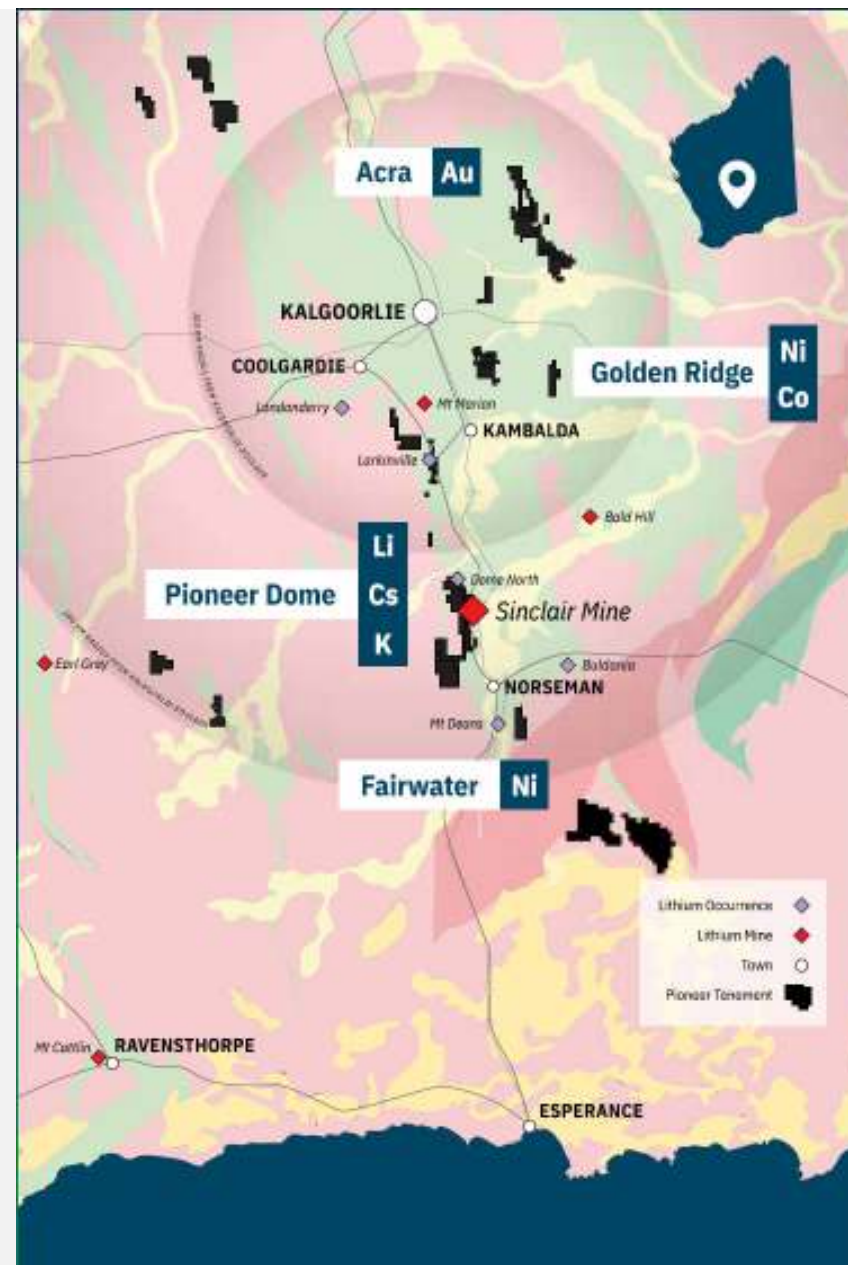 Acra Au
KALGOORLIE
COOLGARDIE
Golden Ridge Ni Co
Mt Marion
KAMBALDA
Larkinville
Bald Hill
Pioneer Dome Li Cs K
Dome North
Sinclair Mine
Earl Grey
Buldania
NORSEMAN
Mt Deans
Fairwater Ni
Lithium Occurrence
Lithium Mine
Town
Pioneer Tenement
Mt Cattlin
RAVENSTHORPE
ESPERANCE